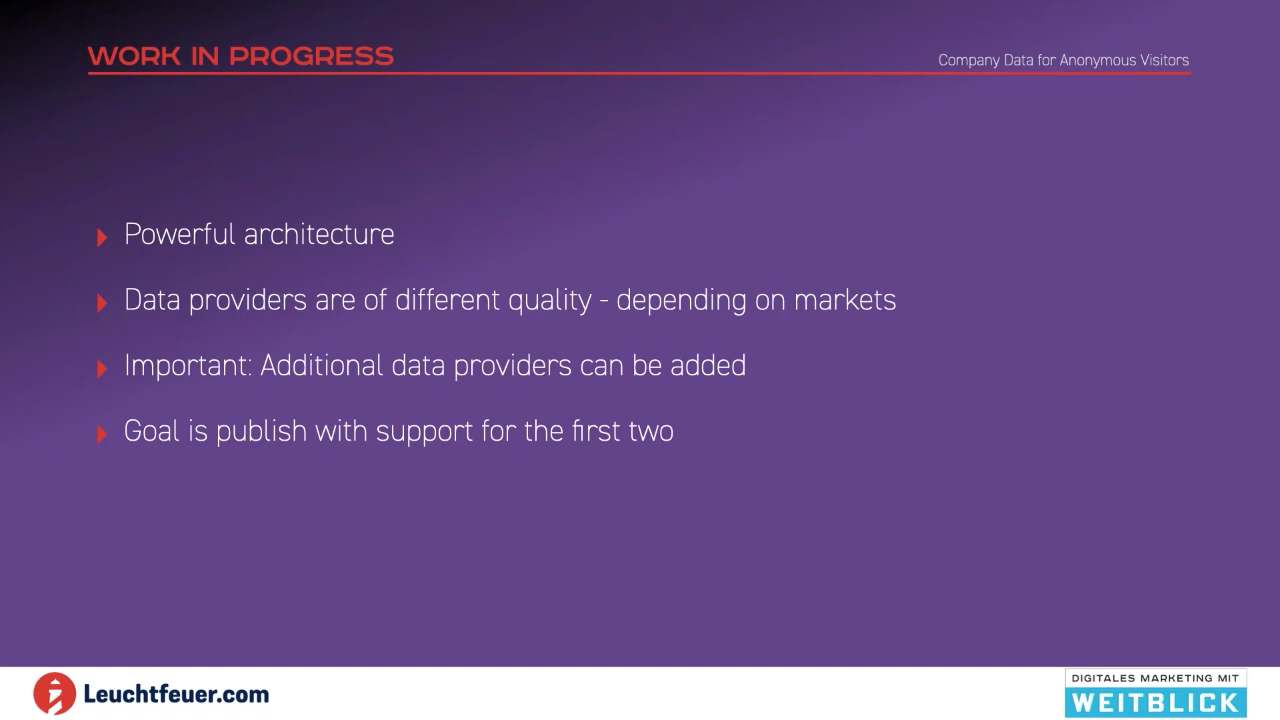 WORK IN PROGRESS
Company Data for Anonymous Visitors
Powerful architecture
Data providers are of different quality - depending on markets
Important: Additional data providers can be added
Goal is publish with support for the first two
Leuchtfeuer.com
DIGITALES MARKETING MIT
WEITBLICK